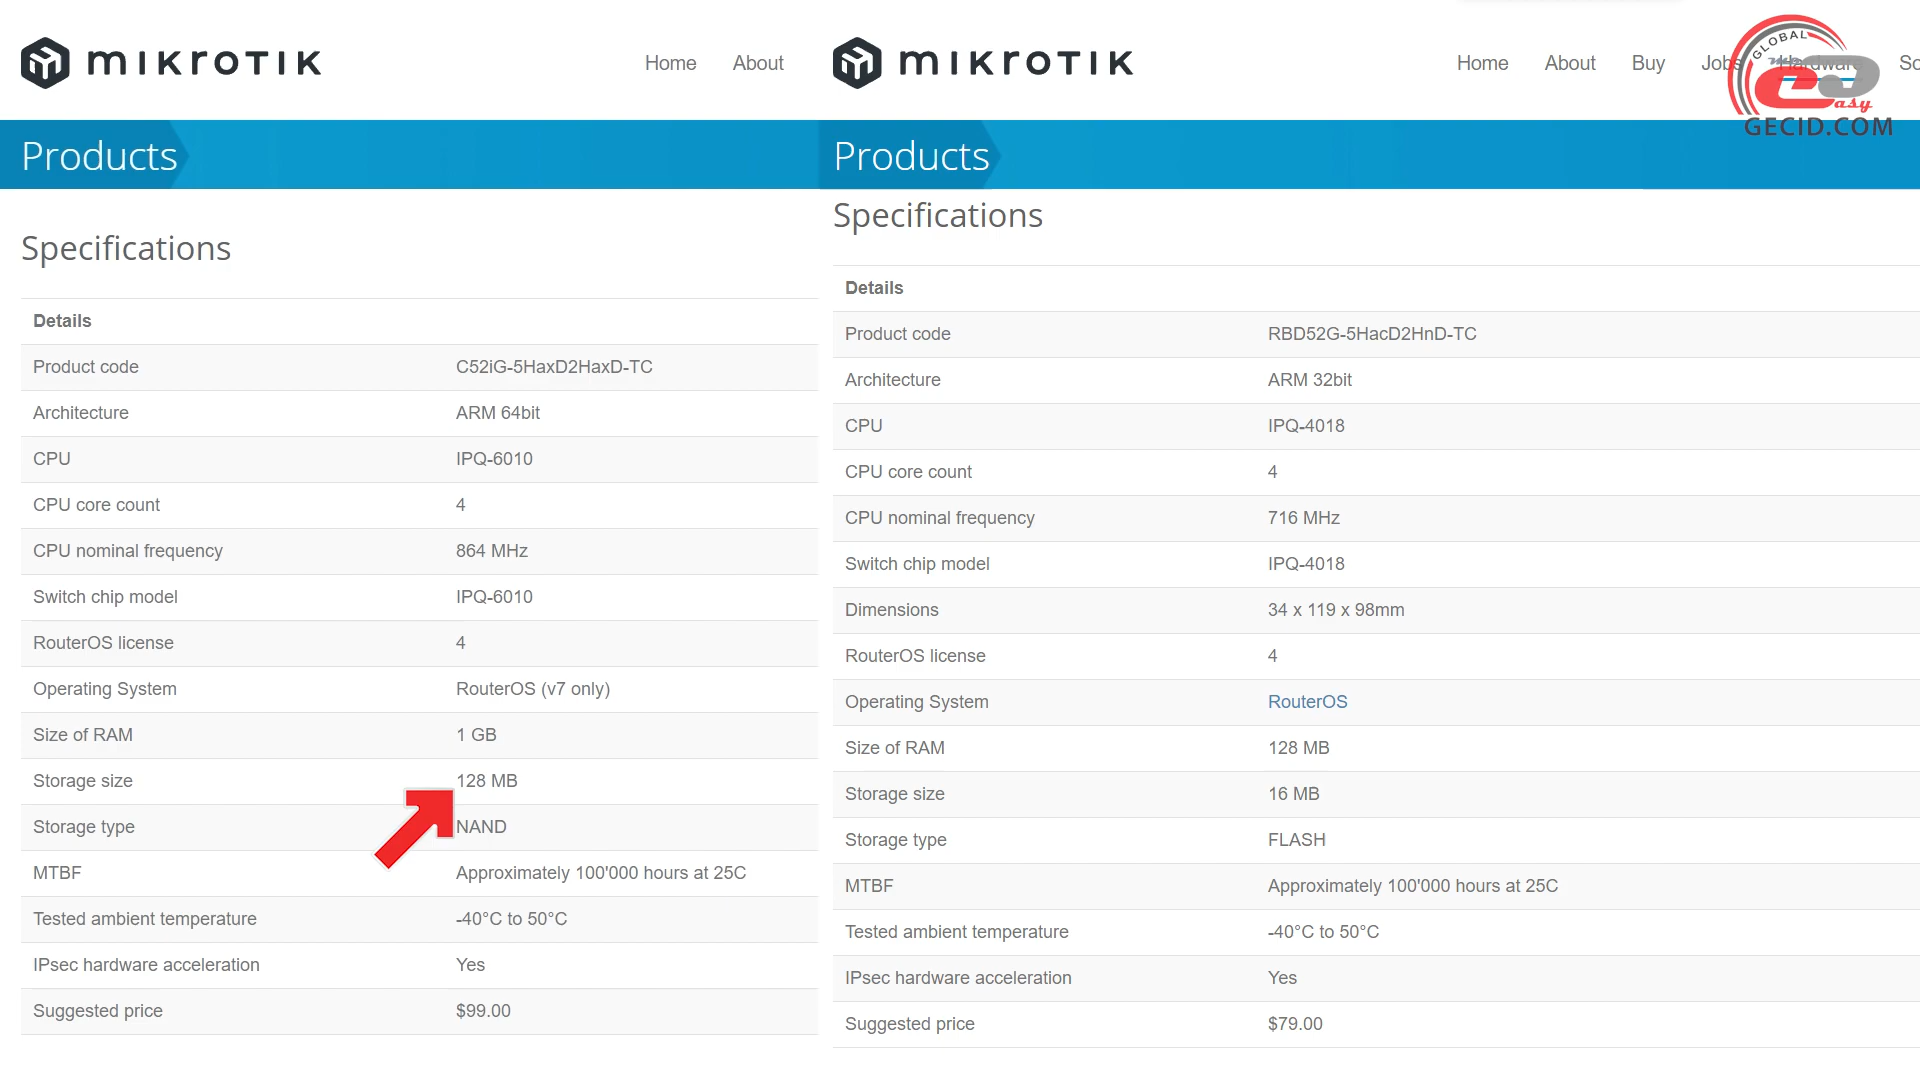 mikrotik
Home About
Products
Specifications
Details
Product code C52iG-5HaxD2HaxD-TC
Architecture ARM 64bit
CPU IPQ-6010
CPU core count 4
CPU nominal frequency 864 MHz
Switch chip model IPQ-6010
RouterOS license 4
Operating System RouterOS (v7 only)
Size of RAM 1 GB
Storage size 128 MB
Storage type NAND
MTBF Approximately 100'000 hours at 25C
Tested ambient temperature -40°C to 50°C
IPsec hardware acceleration Yes
Suggested price $99.00
mikrotik
Home About Buy Jobs Hardware So
GLOBAL
easy
GECID.COM
Products
Specifications
Details
Product code RBD52G-5HacD2HnD-TC
Architecture ARM 32bit
CPU IPQ-4018
CPU core count 4
CPU nominal frequency 716 MHz
Switch chip model IPQ-4018
Dimensions 34 x 119 x 98mm
RouterOS license 4
Operating System RouterOS
Size of RAM 128 MB
Storage size 16 MB
Storage type FLASH
MTBF Approximately 100'000 hours at 25C
Tested ambient temperature -40°C to 50°C
IPsec hardware acceleration Yes
Suggested price $79.00